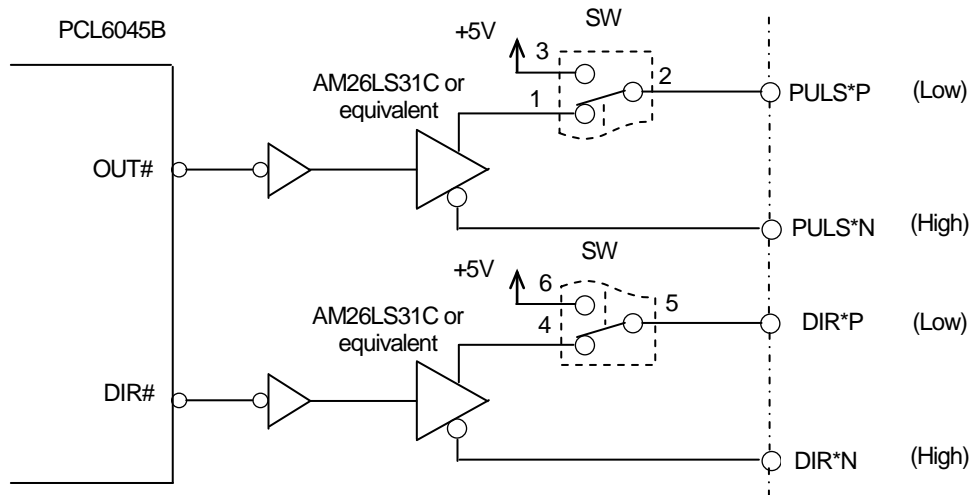 PCL6045B
SW
+5V
3
2
AM26LS31C or
equivalent
1
PULS*P (Low)
OUT#
PULS*N (High)
SW
+5V
6
5
AM26LS31C or
equivalent
4
DIR*P (Low)
DIR#
DIR*N (High)